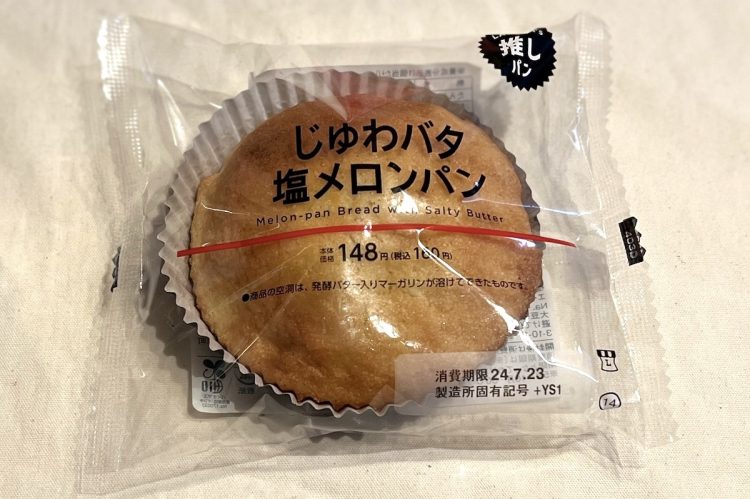 推し
パン
じゅわバタ
塩メロンパン
Melon-pan Bread with Salty Butter
本体価格 148円(税込160円)
●商品の空洞は、発酵バター入りマーガリンが溶けてできたものです。
消費期限 24.7.23
製造所固有記号 +YS1
L
14